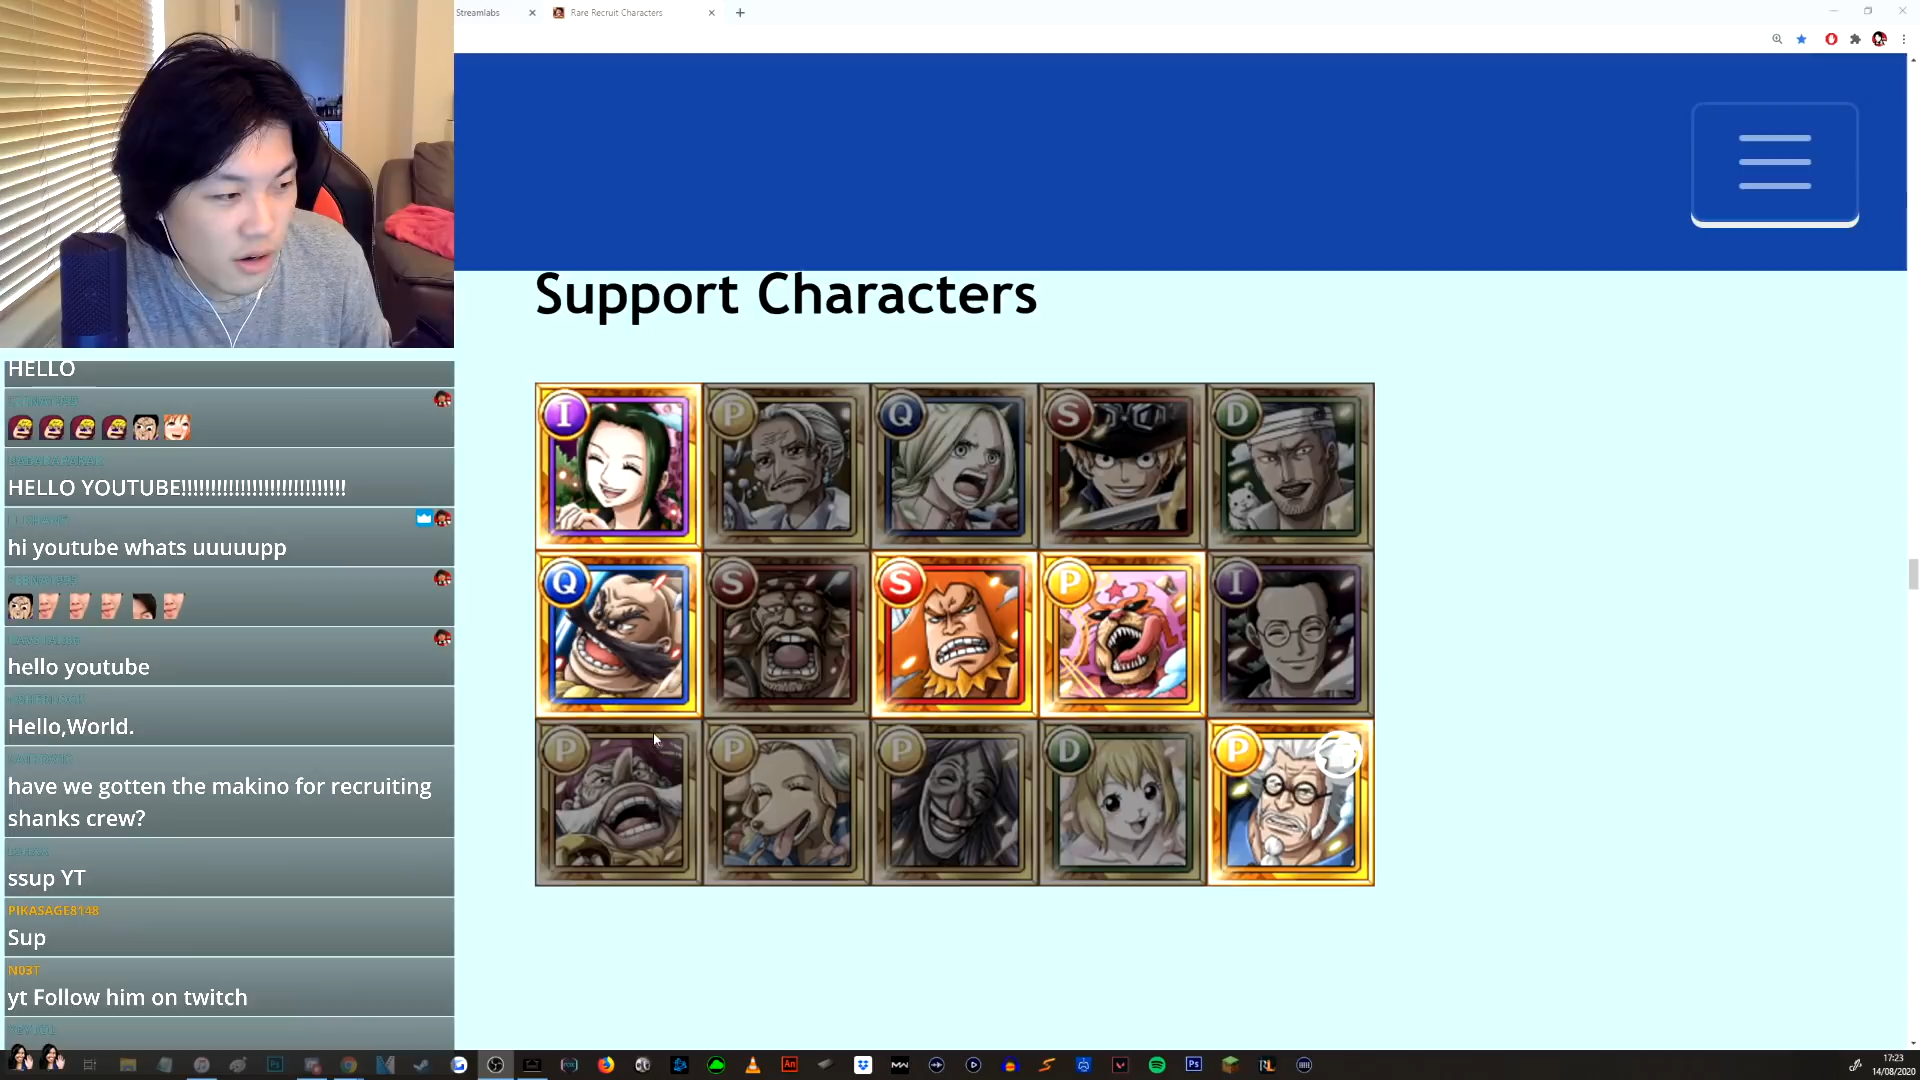 Streamlabs
Rare Recruit Characters
Support Characters
I P Q S D
Q S S P I
P P P D P
HELLO
HELLO YOUTUBE!!!!!!!!!!!!!!!!!!!!!!!!!!!!
hi youtube whats uuuuupp
hello youtube
Hello,World.
have we gotten the makino for recruiting
shanks crew?
ssup YT
PIKASAGE8148
Sup
N03T
yt Follow him on twitch
17:23
14/08/2020